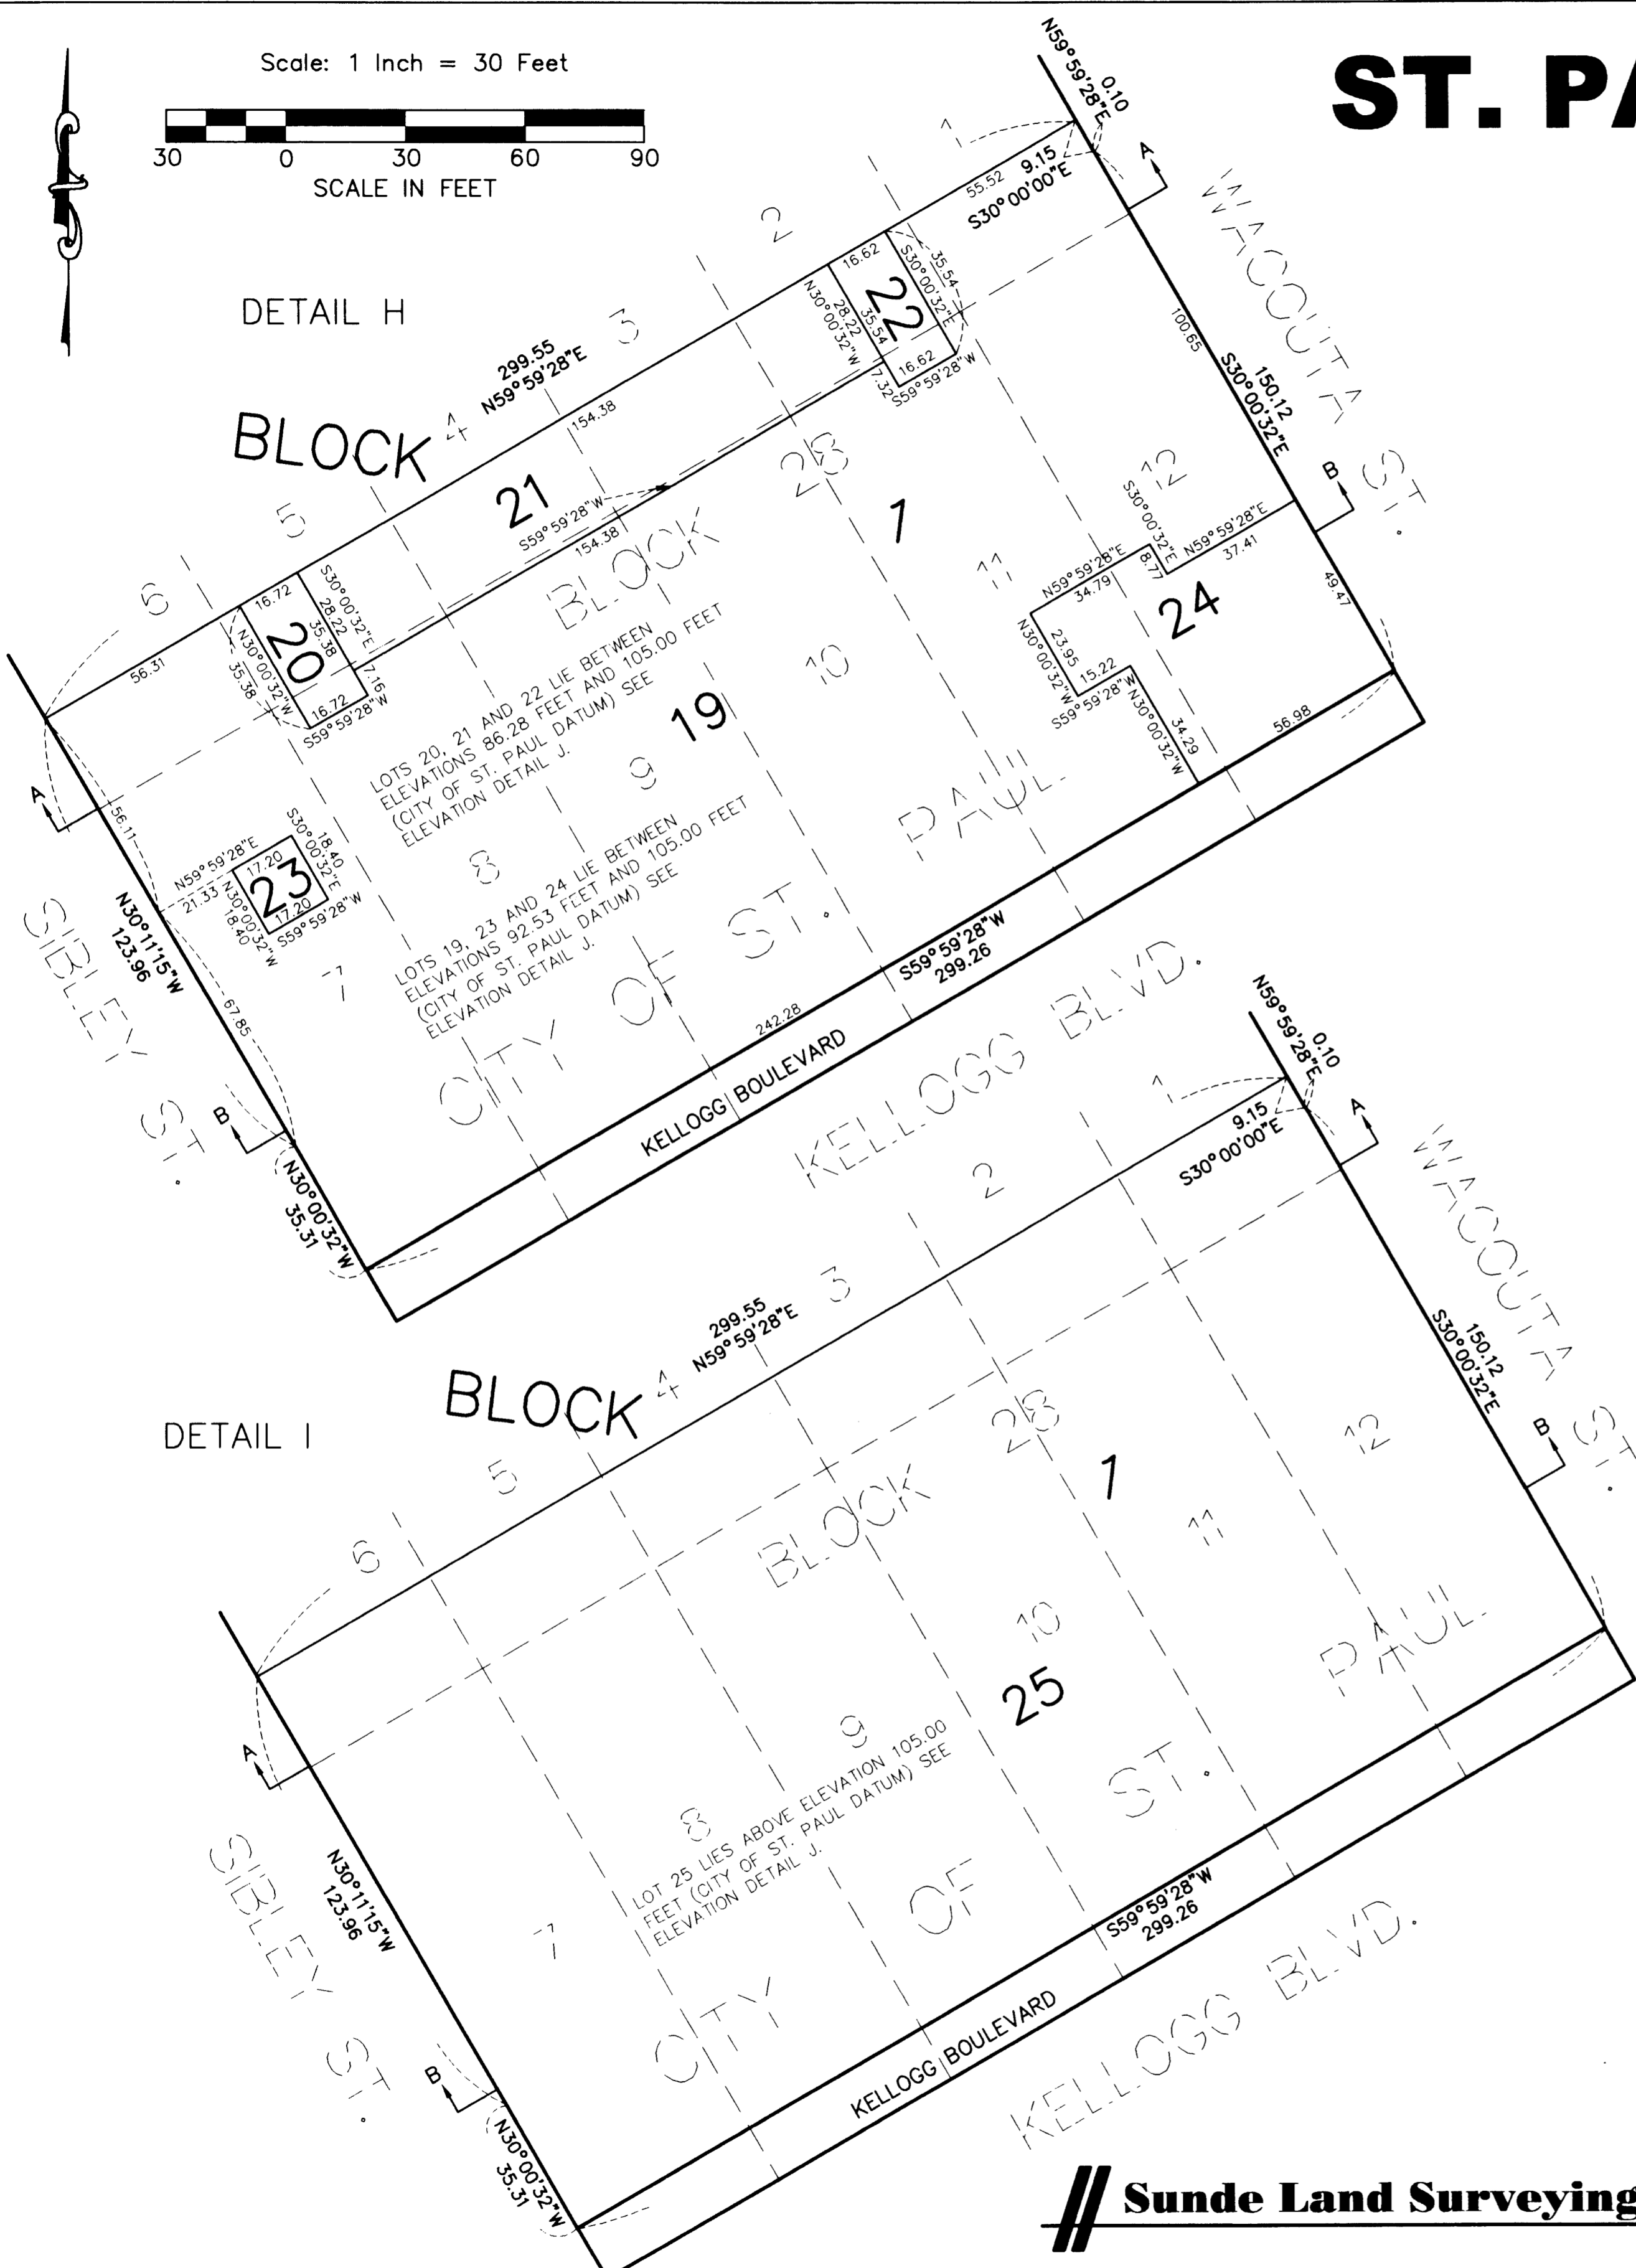 Scale: 1 Inch = 30 Feet
30 0 30 60 90
SCALE IN FEET
ST. PA
DETAIL H
N59°59'28"E
0.10
9.15
S30°00'00"E
55.52
1
2
3
4
5
6
A
WACOUTA ST.
299.55
N59°59'28"E
BLOCK
154.38
21
S59°59'28"W
154.38
16.62
22
S30°00'32"E
35.54
N30°00'32"W
28.22
35.54
7.32
16.62
S59°59'28"W
100.65
150.12
S30°00'32"E
B
BLOCK
28
1
12
11
10
9
8
7
S30°00'32"E
8.77
N59°59'28"E
37.41
N59°59'28"E
34.79
24
49.47
N30°00'32"W
23.95
15.22
S59°59'28"W
N30°00'32"W
34.29
56.98
56.31
16.72
20
S30°00'32"E
28.22
35.38
7.16
N30°00'32"W
35.38
16.72
S59°59'28"W
LOTS 20, 21 AND 22 LIE BETWEEN
ELEVATIONS 86.28 FEET AND 105.00 FEET
(CITY OF ST. PAUL DATUM) SEE
ELEVATION DETAIL J.
19
LOTS 19, 23 AND 24 LIE BETWEEN
ELEVATIONS 92.53 FEET AND 105.00 FEET
(CITY OF ST. PAUL DATUM) SEE
ELEVATION DETAIL J.
A
56.11
N59°59'28"E
21.33
17.20
S30°00'32"E
18.40
23
N30°00'32"W
18.40
17.20
S59°59'28"W
N30°11'15"W
123.96
67.85
SIBLEY ST.
CITY OF ST. PAUL
B
N30°00'32"W
35.31
242.28
S59°59'28"W
299.26
KELLOGG BOULEVARD
KELLOGG BLVD.
DETAIL I
N59°59'28"E
0.10
9.15
S30°00'00"E
1
2
3
4
5
6
A
WACOUTA ST.
299.55
N59°59'28"E
BLOCK
150.12
S30°00'32"E
B
BLOCK
28
1
12
11
10
9
8
7
25
LOT 25 LIES ABOVE ELEVATION 105.00
FEET (CITY OF ST. PAUL DATUM) SEE
ELEVATION DETAIL J.
A
N30°11'15"W
123.96
SIBLEY ST.
CITY OF ST. PAUL
B
N30°00'32"W
35.31
S59°59'28"W
299.26
KELLOGG BOULEVARD
KELLOGG BLVD.
Sunde Land Surveying